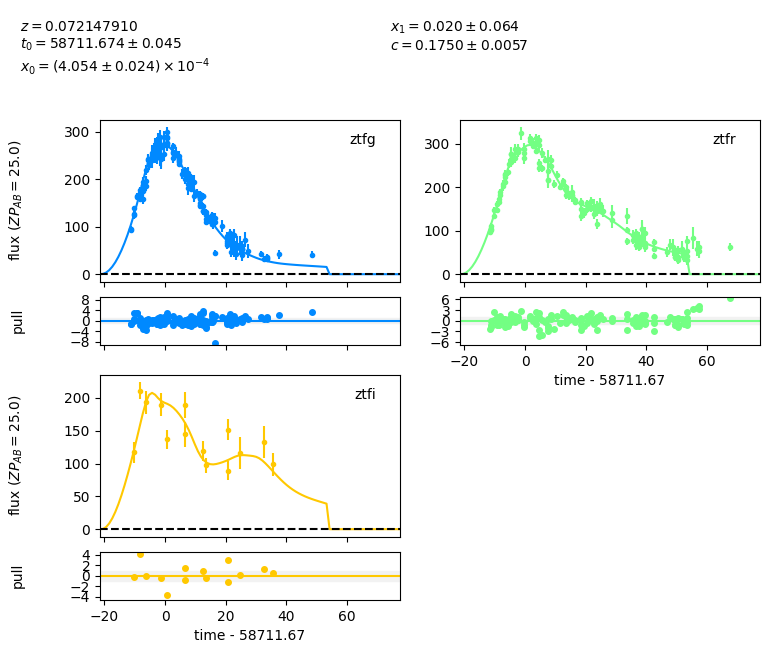 z = 0.072147910
t₀ = 58711.674 ± 0.045
x₀ = (4.054 ± 0.024) × 10⁻⁴
x₁ = 0.020 ± 0.064
c = 0.1750 ± 0.0057
ztfg
flux (ZP_AB = 25.0)
300
200
100
0
pull
8
4
0
−4
−8
ztfr
300
200
100
0
6
3
0
−3
−6
−20 0 20 40 60
time - 58711.67
ztfi
flux (ZP_AB = 25.0)
200
150
100
50
0
pull
4
2
0
−2
−4
−20 0 20 40 60
time - 58711.67